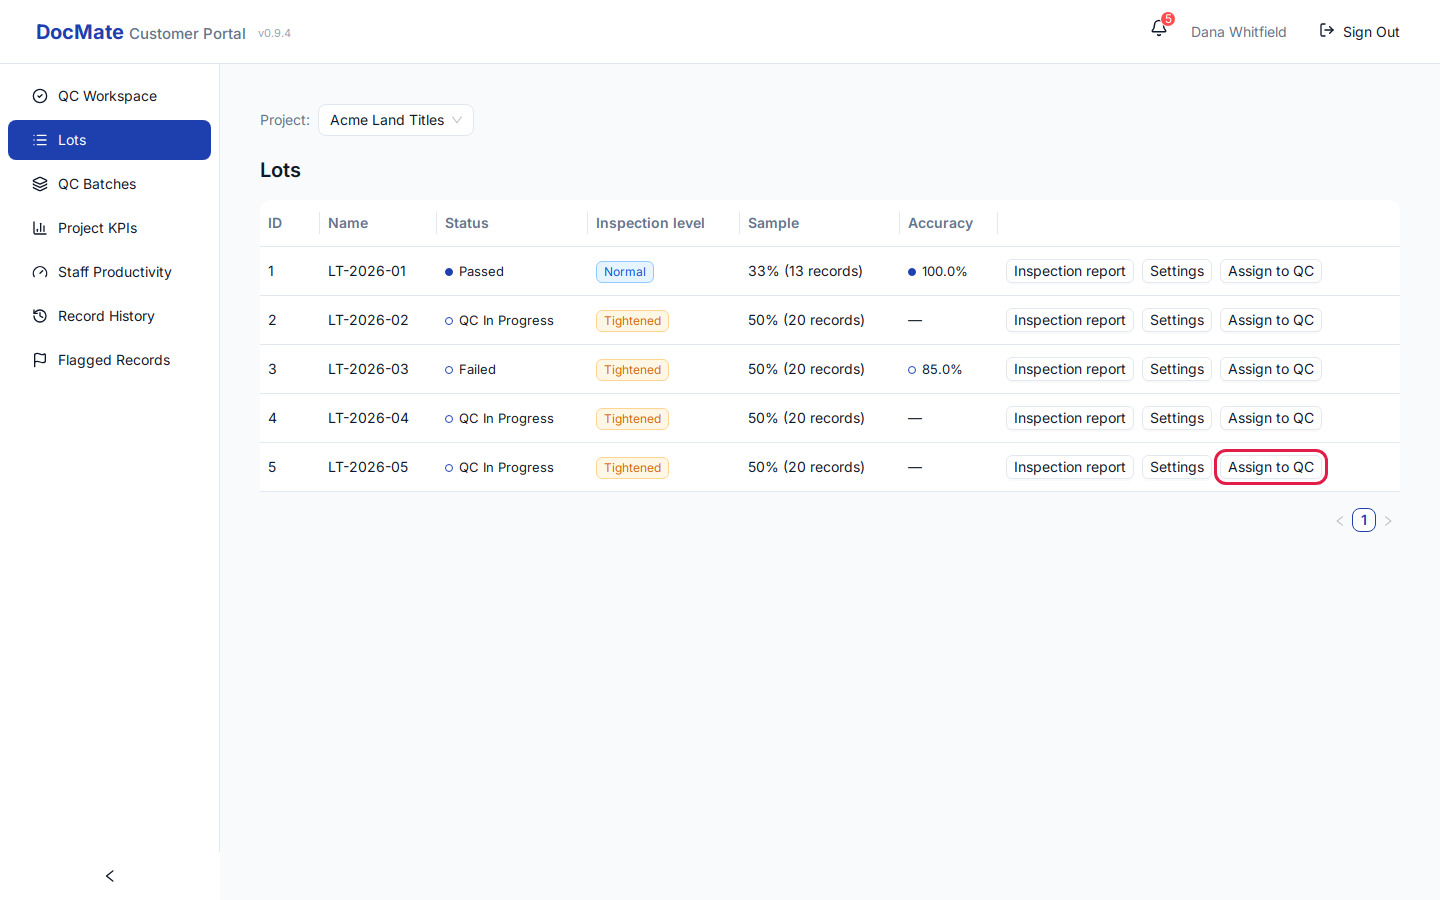 DocMate Customer Portal v0.9.4
5
Dana Whitfield
Sign Out
QC Workspace
Lots
QC Batches
Project KPIs
Staff Productivity
Record History
Flagged Records
Project: Acme Land Titles
Lots
ID Name Status Inspection level Sample Accuracy
1 LT-2026-01 Passed Normal 33% (13 records) 100.0% Inspection report Settings Assign to QC
2 LT-2026-02 QC In Progress Tightened 50% (20 records) — Inspection report Settings Assign to QC
3 LT-2026-03 Failed Tightened 50% (20 records) 85.0% Inspection report Settings Assign to QC
4 LT-2026-04 QC In Progress Tightened 50% (20 records) — Inspection report Settings Assign to QC
5 LT-2026-05 QC In Progress Tightened 50% (20 records) — Inspection report Settings Assign to QC
1